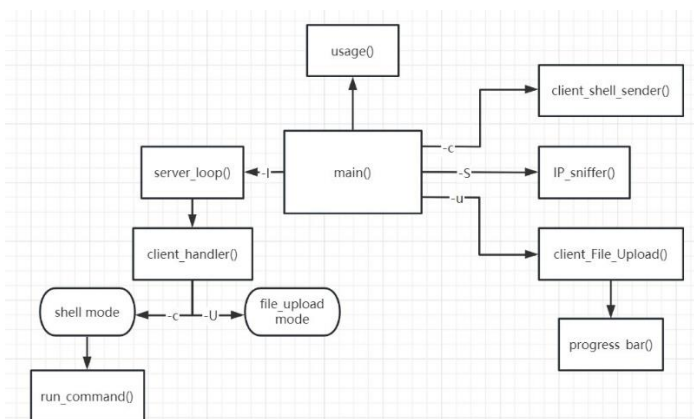 usage()
client_shell_sender()
-c
server_loop()
-l
main()
-S
IP_sniffer()
-u
client_handler()
client_File_Upload()
shell mode
-c
-U
file_upload
mode
progress bar()
run_command()